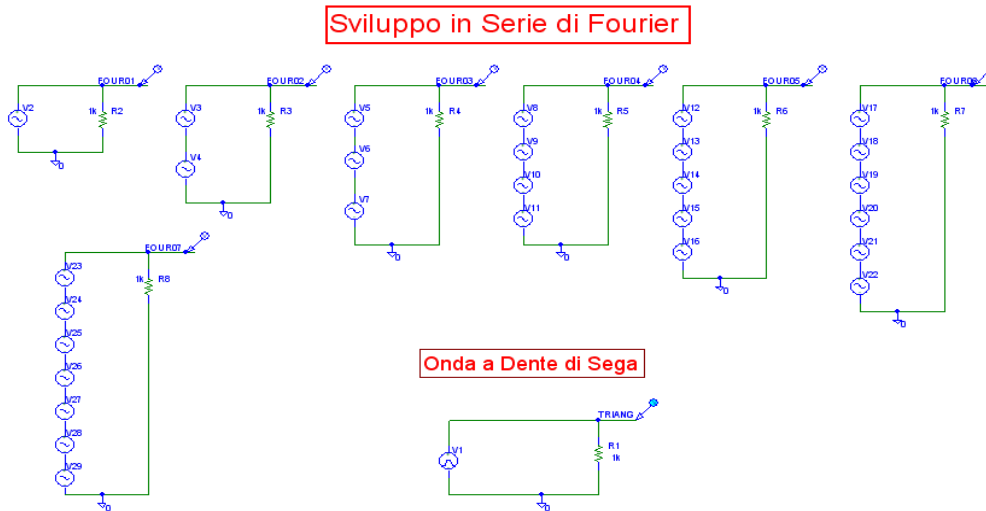 Sviluppo in Serie di Fourier
FOUR01
V2
1k R2
0
FOUR02
V3
1k R3
V4
0
FOUR03
V5
1k R4
V6
V7
0
FOUR04
V8
1k R5
V9
V10
V11
0
FOUR05
V12
1k R6
V13
V14
V15
V16
0
FOUR06
V17
1k R7
V18
V19
V20
V21
V22
0
FOUR07
V23
1k R8
V24
V25
V26
V27
V28
V29
0
Onda a Dente di Sega
TRIANG
V1
R1
1k
0